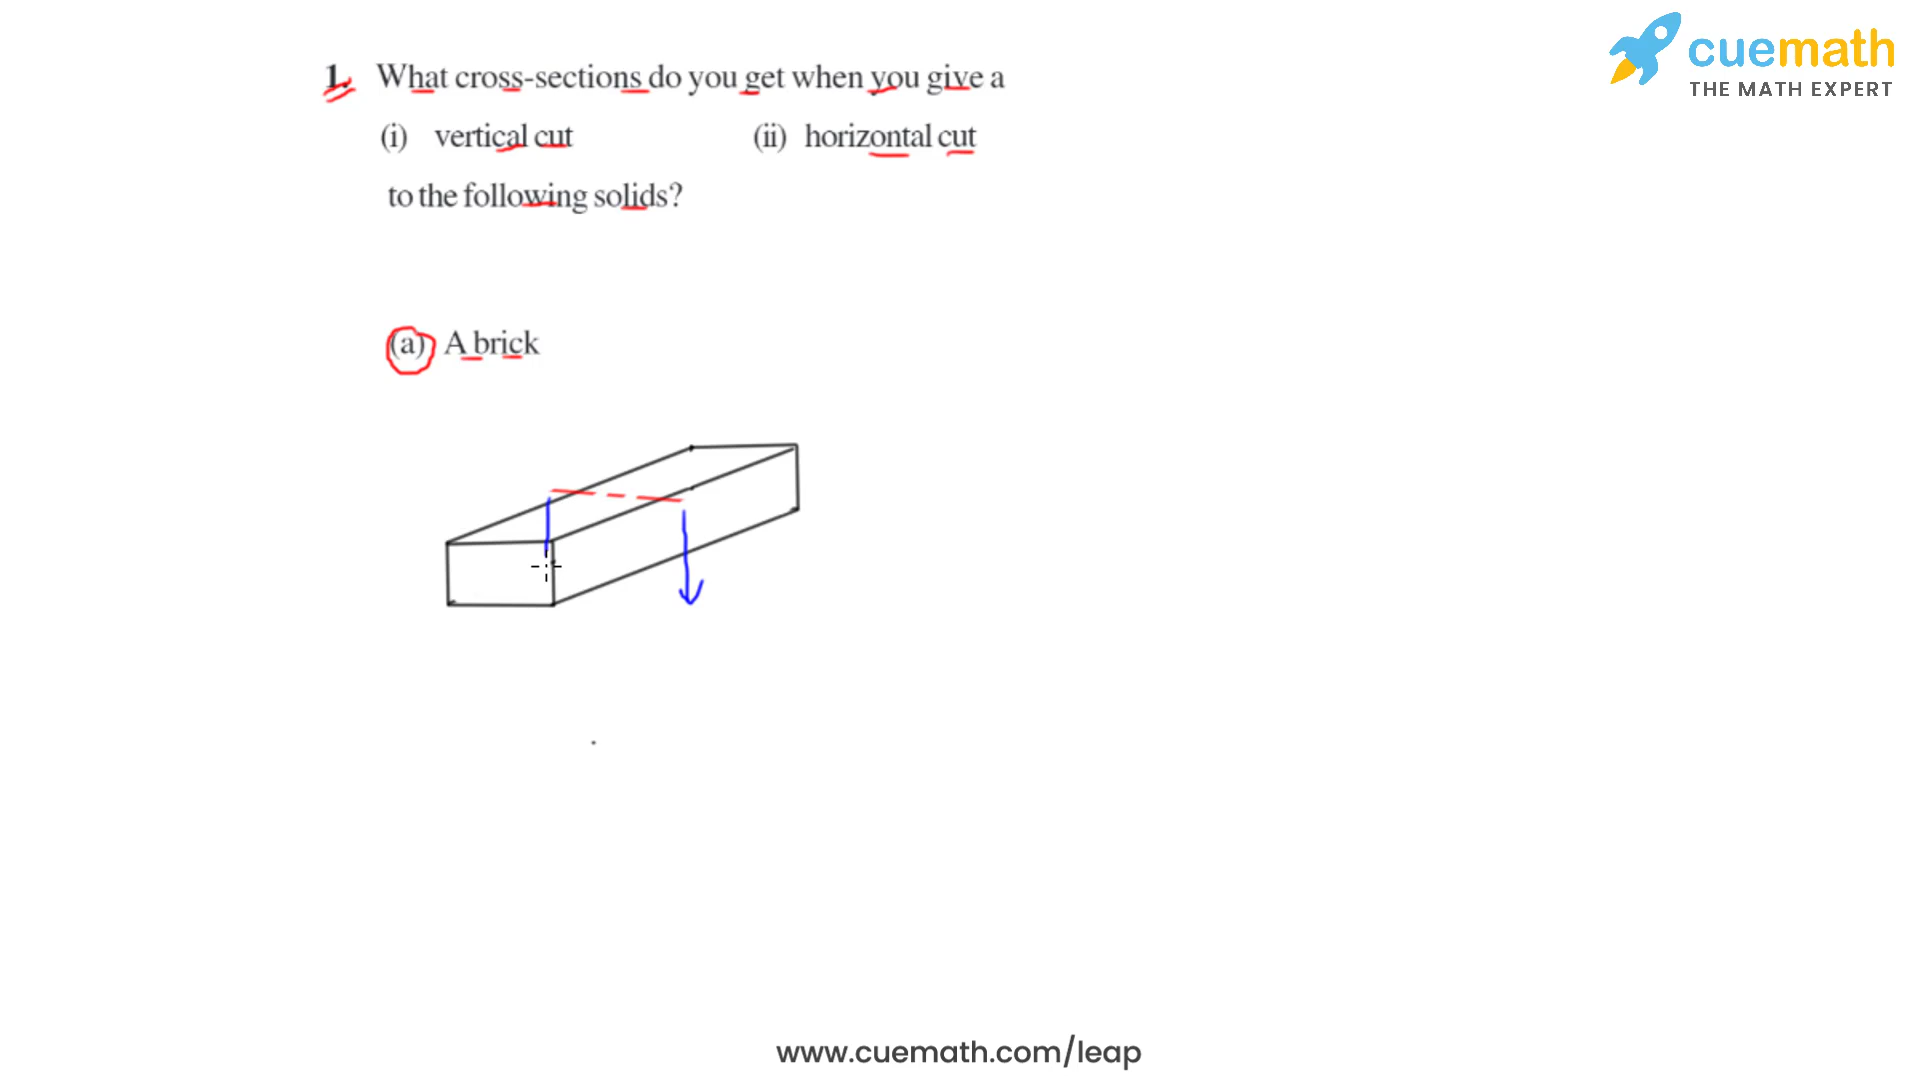 cuemath
THE MATH EXPERT
1. What cross-sections do you get when you give a
(i) vertical cut (ii) horizontal cut
to the following solids?
(a) A brick
www.cuemath.com/leap